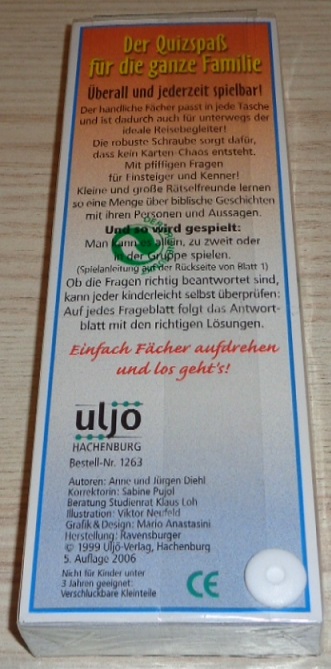 Der Quizspaß
für die ganze Familie
Überall und jederzeit spielbar!
Der handliche Fächer passt in jede Tasche
und ist dadurch auch für unterwegs der
ideale Reisebegleiter!
Die robuste Schraube sorgt dafür,
dass kein Karten-Chaos entsteht.
Mit pfiffigen Fragen
für Einsteiger und Kenner!
Kleine und große Rätselfreunde lernen
so eine Menge über biblische Geschichten
mit ihren Personen und Aussagen.
Und so wird gespielt:
Man kann es allein, zu zweit oder
in der Gruppe spielen.
(Spielanleitung auf der Rückseite von Blatt 1)
Ob die Fragen richtig beantwortet sind,
kann jeder kinderleicht selbst überprüfen:
Auf jedes Frageblatt folgt das Antwort-
blatt mit den richtigen Lösungen.
Einfach Fächer aufdrehen
und los geht's!
uljö
HACHENBURG
Bestell-Nr. 1263
Autoren: Anne und Jürgen Diehl
Korrektorin: Sabine Pujol
Beratung Studienrat Klaus Loh
Illustration: Viktor Neufeld
Grafik & Design: Mario Anastasini
Herstellung: Ravensburger
© 1999 Uljö-Verlag, Hachenburg
5. Auflage 2006
Nicht für Kinder unter
3 Jahren geeignet:
Verschluckbare Kleinteile
CE